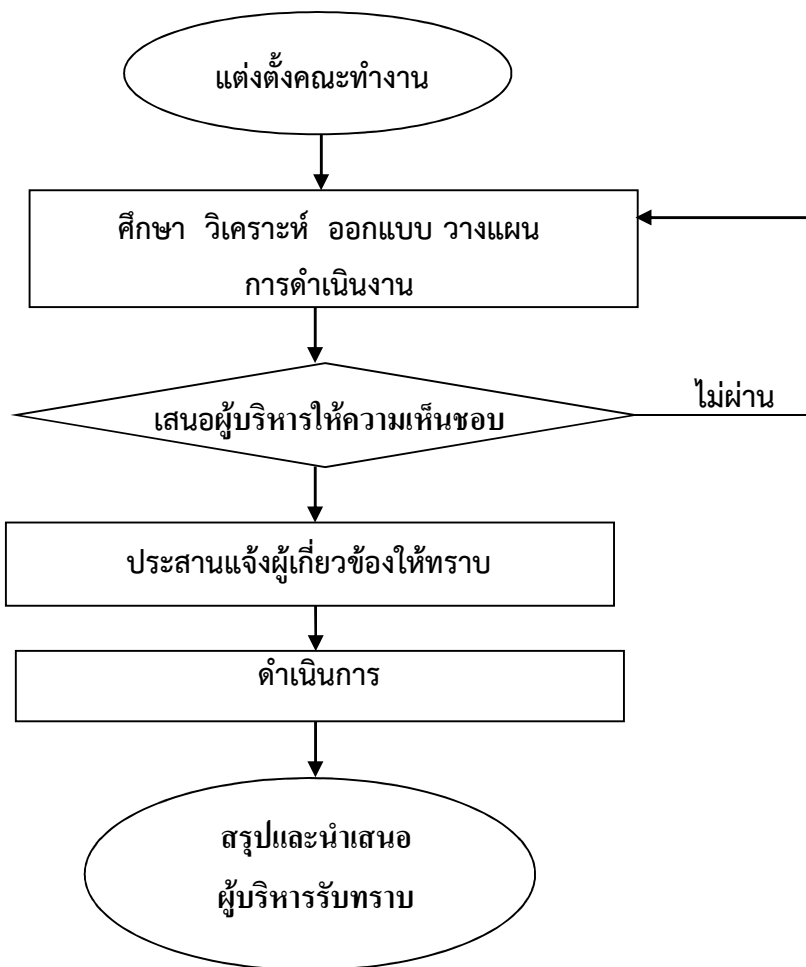 แต่งตั้งคณะทำงาน
ศึกษา วิเคราะห์ ออกแบบ วางแผน
การดำเนินงาน
เสนอผู้บริหารให้ความเห็นชอบ
ไม่ผ่าน
ประสานแจ้งผู้เกี่ยวข้องให้ทราบ
ดำเนินการ
สรุปและนำเสนอ
ผู้บริหารรับทราบ